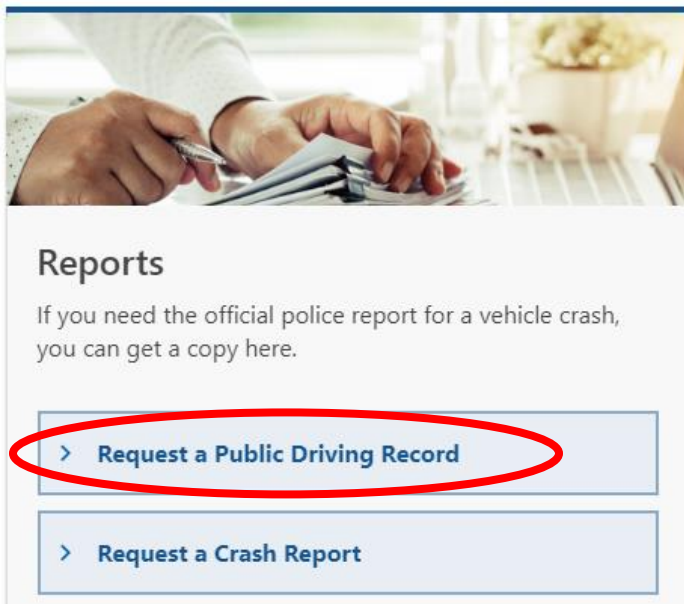 Reports
If you need the official police report for a vehicle crash,
you can get a copy here.
Request a Public Driving Record
Request a Crash Report